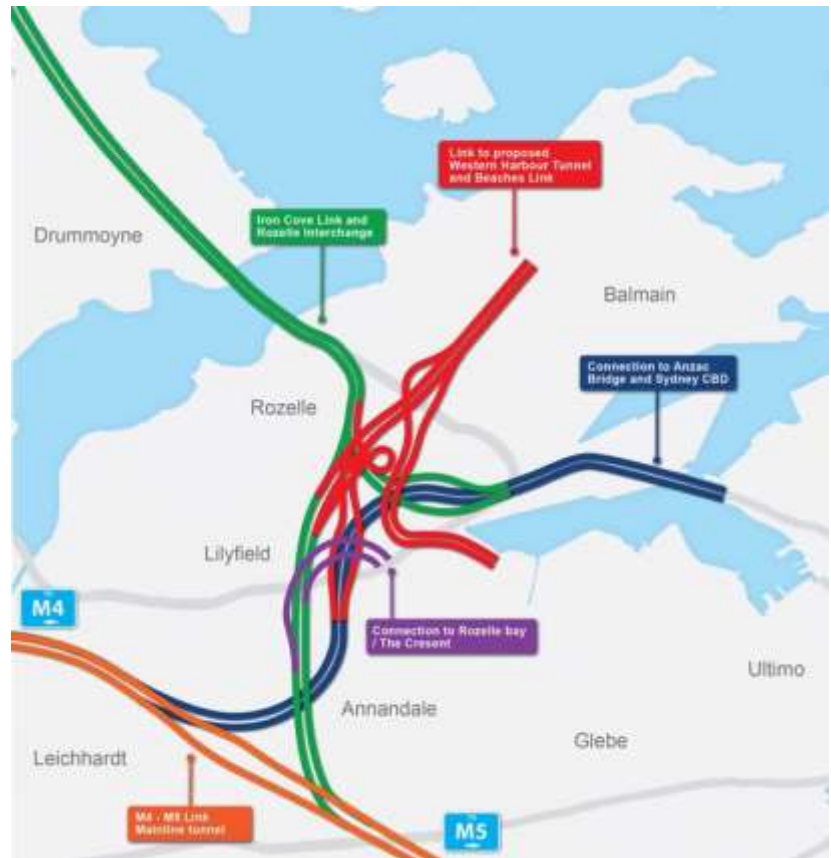 Link to proposed
Western Harbour Tunnel
and Beaches Link
Iron Cove Link and
Rozelle Interchange
Drummoyne
Balmain
Connection to Anzac
Bridge and Sydney CBD
Rozelle
Lilyfield
M4
Connection to Rozelle bay
/ The Cresent
Ultimo
Annandale
Glebe
Leichhardt
M4 - M5 Link
Mainline tunnel
M5